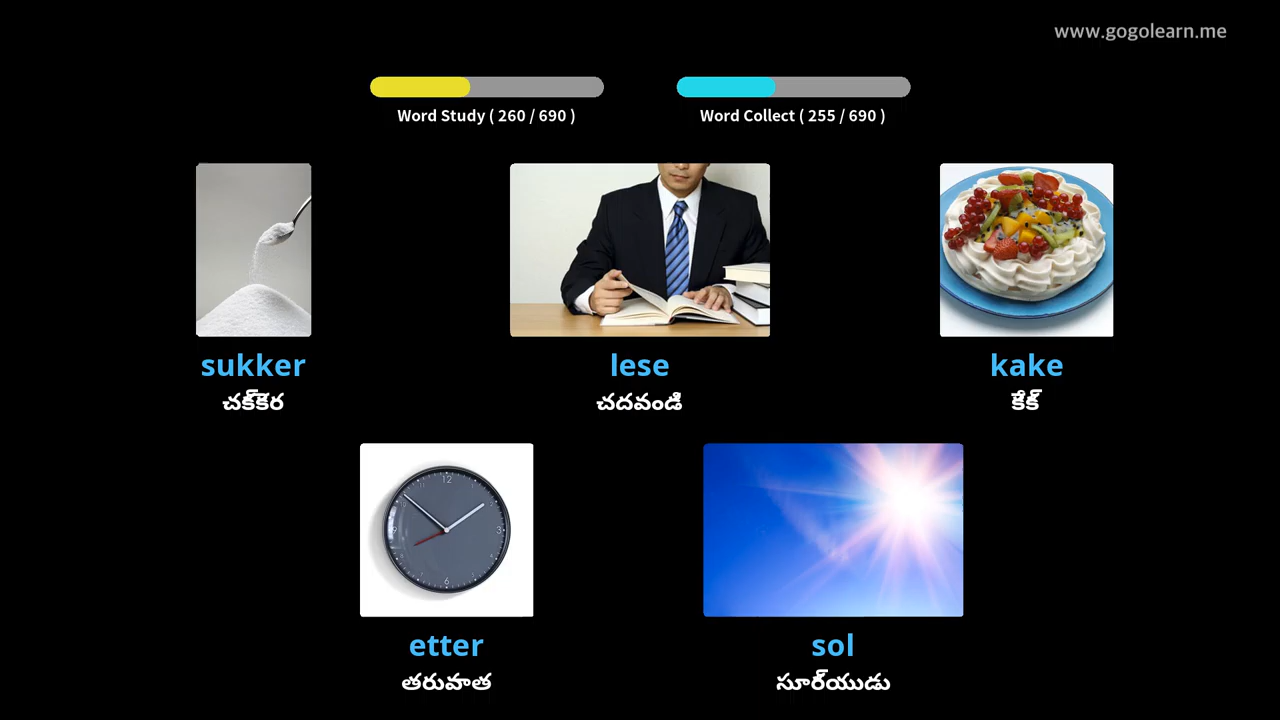 www.gogolearn.me
Word Study ( 260 / 690 )
Word Collect ( 255 / 690 )
sukker
చక్కెర
lese
చదవండి
kake
కేక్
etter
తరువాత
sol
సూర్యుడు